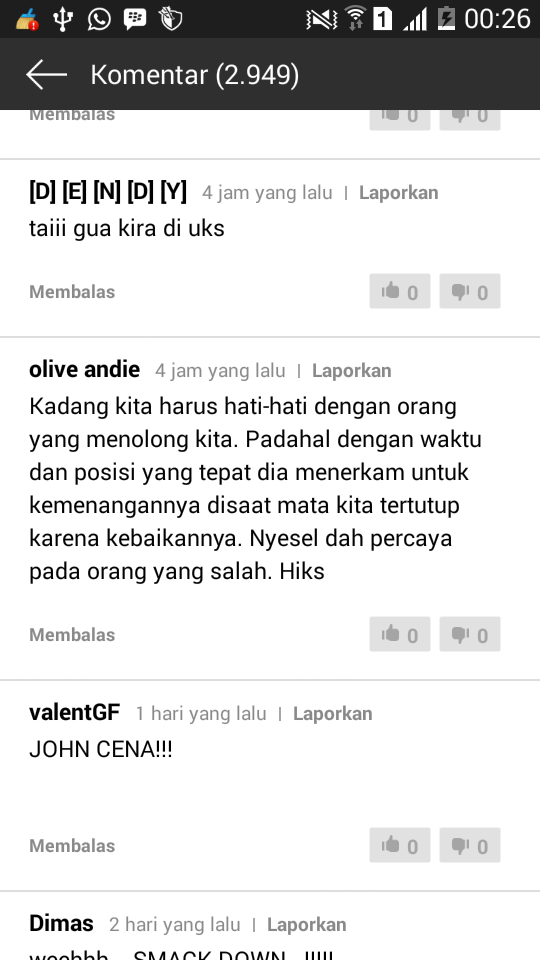 1
00:26
Komentar (2.949)
Membalas
0
0
[D] [E] [N] [D] [Y] 4 jam yang lalu | Laporkan
taiii gua kira di uks
Membalas
0
0
olive andie 4 jam yang lalu | Laporkan
Kadang kita harus hati-hati dengan orang
yang menolong kita. Padahal dengan waktu
dan posisi yang tepat dia menerkam untuk
kemenangannya disaat mata kita tertutup
karena kebaikannya. Nyesel dah percaya
pada orang yang salah. Hiks
Membalas
0
0
valentGF 1 hari yang lalu | Laporkan
JOHN CENA!!!
Membalas
0
0
Dimas 2 hari yang lalu | Laporkan
SMACK DOWN